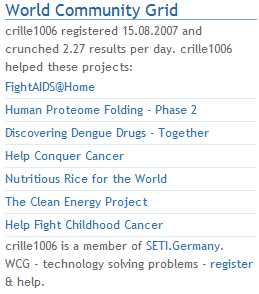 World Community Grid
crille1006 registered 15.08.2007 and
crunched 2.27 results per day. crille1006
helped these projects:
FightAIDS@Home
Human Proteome Folding - Phase 2
Discovering Dengue Drugs - Together
Help Conquer Cancer
Nutritious Rice for the World
The Clean Energy Project
Help Fight Childhood Cancer
crille1006 is a member of SETI.Germany.
WCG - technology solving problems - register
& help.